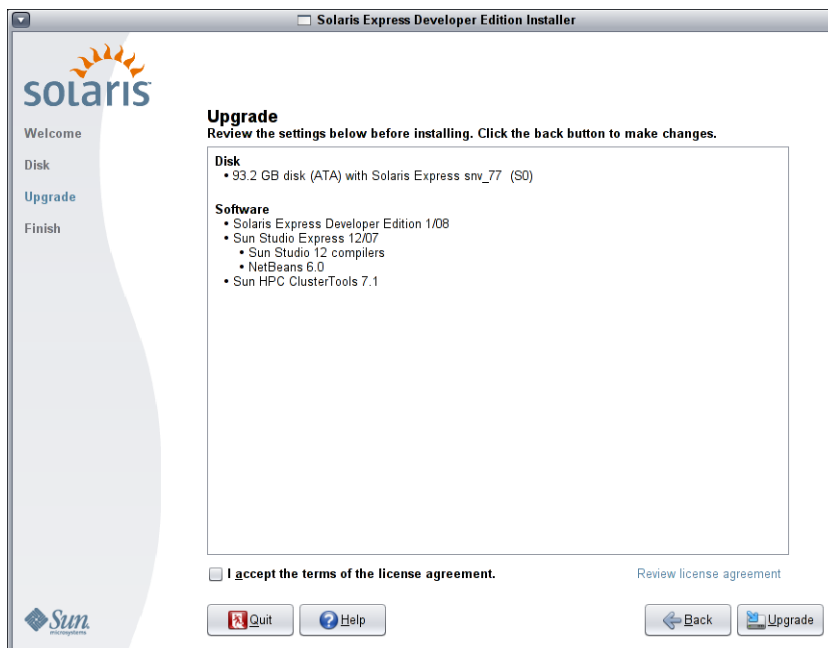 Solaris Express Developer Edition Installer
solaris
Welcome
Disk
Upgrade
Finish
Upgrade
Review the settings below before installing. Click the back button to make changes.
Disk
• 93.2 GB disk (ATA) with Solaris Express snv_77 (S0)
Software
• Solaris Express Developer Edition 1/08
• Sun Studio Express 12/07
• Sun Studio 12 compilers
• NetBeans 6.0
• Sun HPC ClusterTools 7.1
I accept the terms of the license agreement.
Review license agreement
Sun
microsystems
Quit
Help
Back
Upgrade